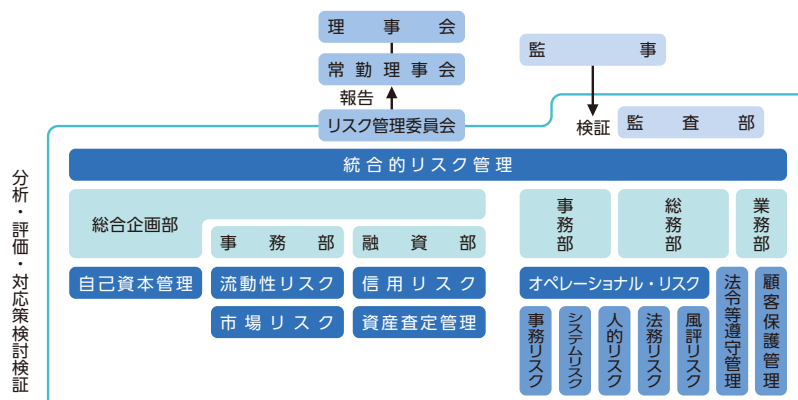 理事会
常勤理事会
報告
リスク管理委員会
監事
検証
監査部
分析・評価・対応策検討検証
統合的リスク管理
総合企画部
事務部
融資部
事務部
総務部
業務部
自己資本管理
流動性リスク
信用リスク
市場リスク
資産査定管理
オペレーショナル・リスク
事務リスク
システムリスク
人的リスク
法務リスク
風評リスク
法令等遵守管理
顧客保護管理